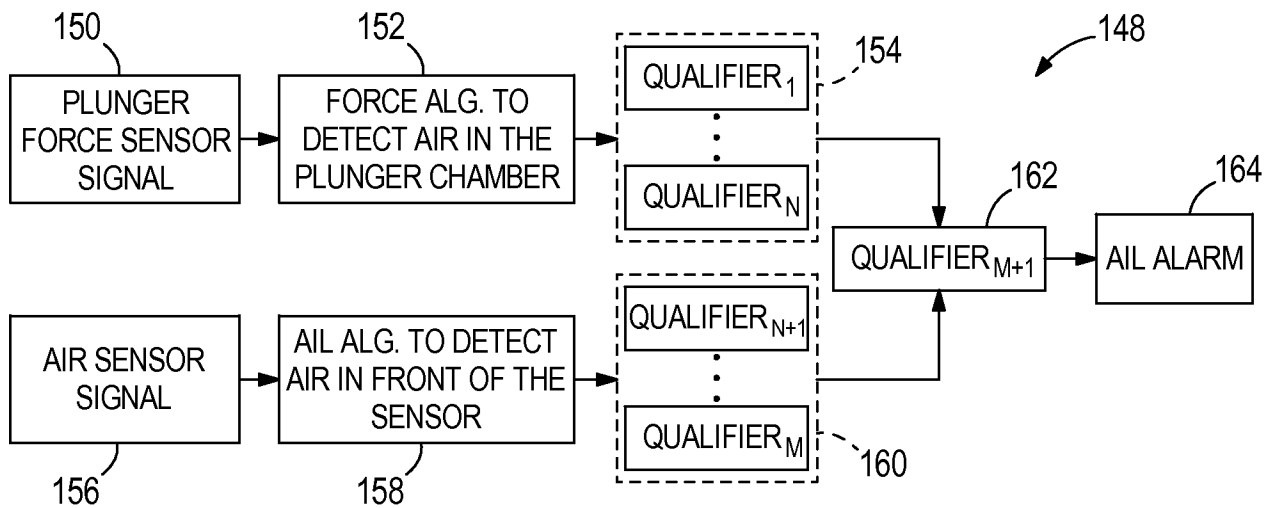 150
152
154
148
PLUNGER
FORCE SENSOR
SIGNAL
FORCE ALG. TO
DETECT AIR IN THE
PLUNGER CHAMBER
QUALIFIER1
QUALIFIERN
162
164
QUALIFIERM+1
AIL ALARM
AIR SENSOR
SIGNAL
AIL ALG. TO DETECT
AIR IN FRONT OF THE
SENSOR
QUALIFIERN+1
QUALIFIERM
156
158
160